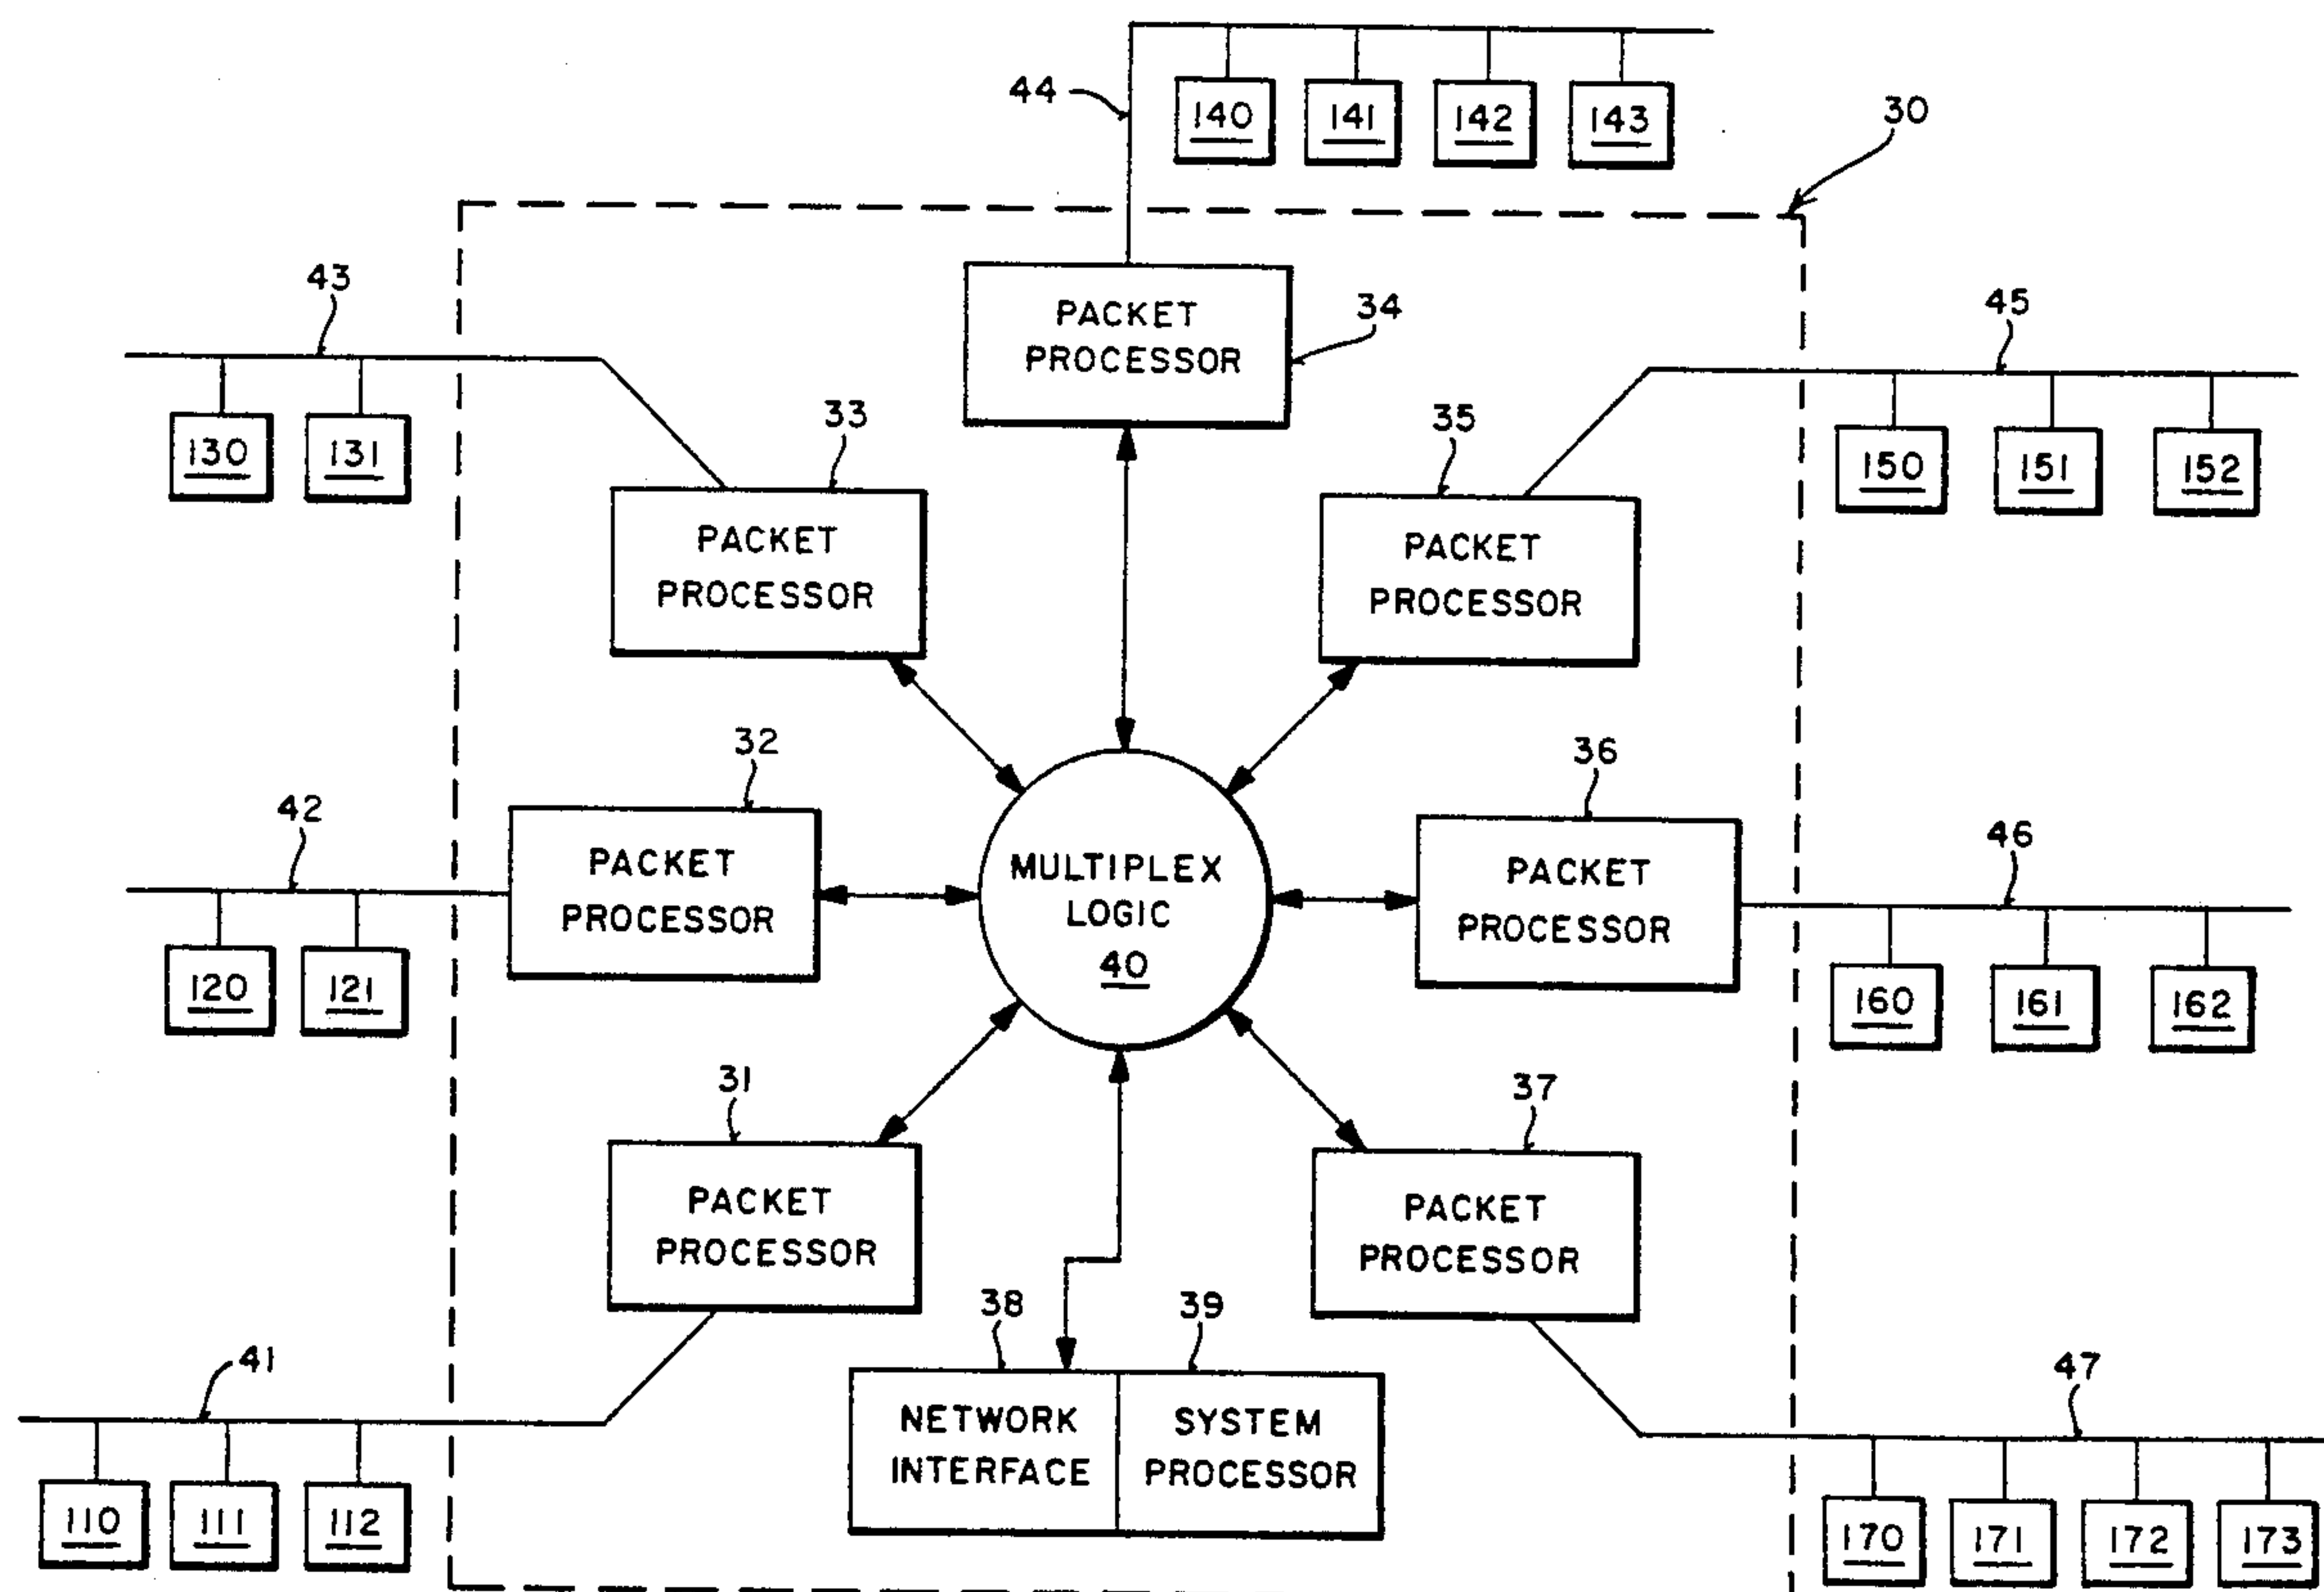 44
140
141
142
143
30
43
PACKET
PROCESSOR
34
45
130
131
33
35
150
151
152
PACKET
PROCESSOR
PACKET
PROCESSOR
32
36
42
PACKET
PROCESSOR
MULTIPLEX
LOGIC
40
PACKET
PROCESSOR
46
120
121
160
161
162
31
37
PACKET
PROCESSOR
PACKET
PROCESSOR
38
39
41
47
NETWORK
INTERFACE
SYSTEM
PROCESSOR
110
111
112
170
171
172
173